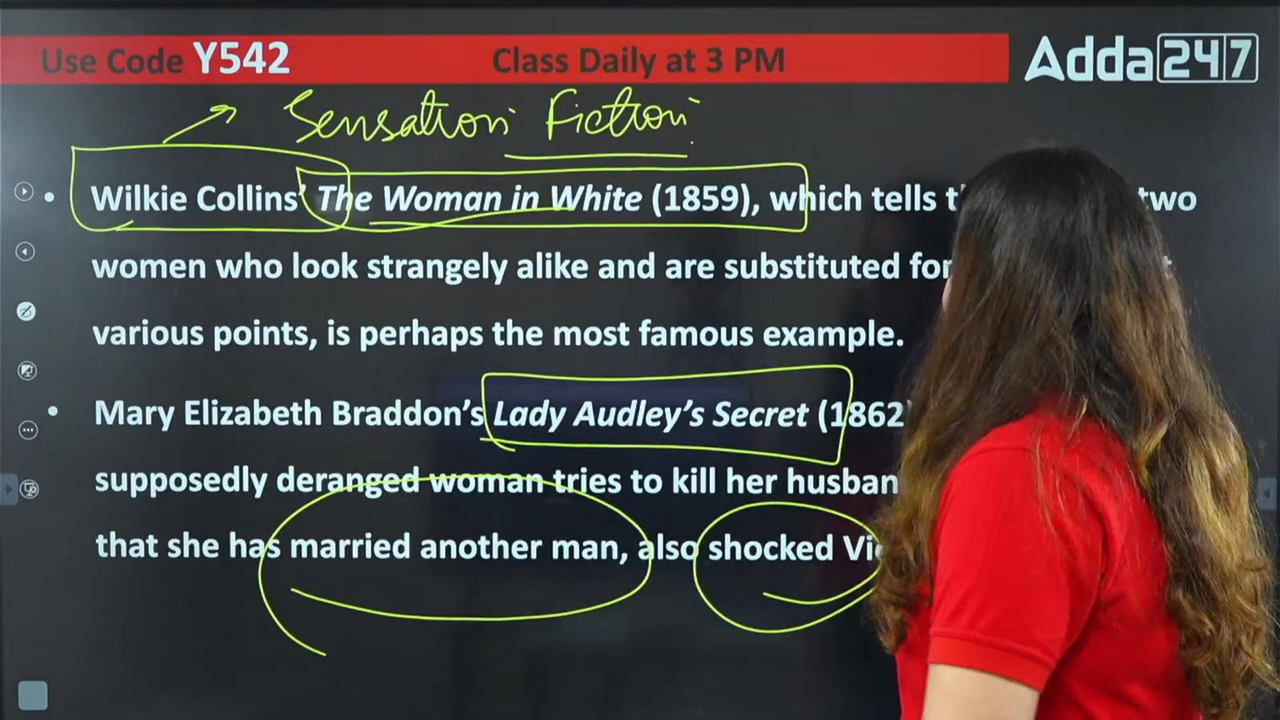 Use Code Y542 Class Daily at 3 PM Adda247
Sensation Fiction
• Wilkie Collins' The Woman in White (1859), which tells two
women who look strangely alike and are substituted for
various points, is perhaps the most famous example.
• Mary Elizabeth Braddon's Lady Audley's Secret (1862
supposedly deranged woman tries to kill her
that she has married another man, also shocked